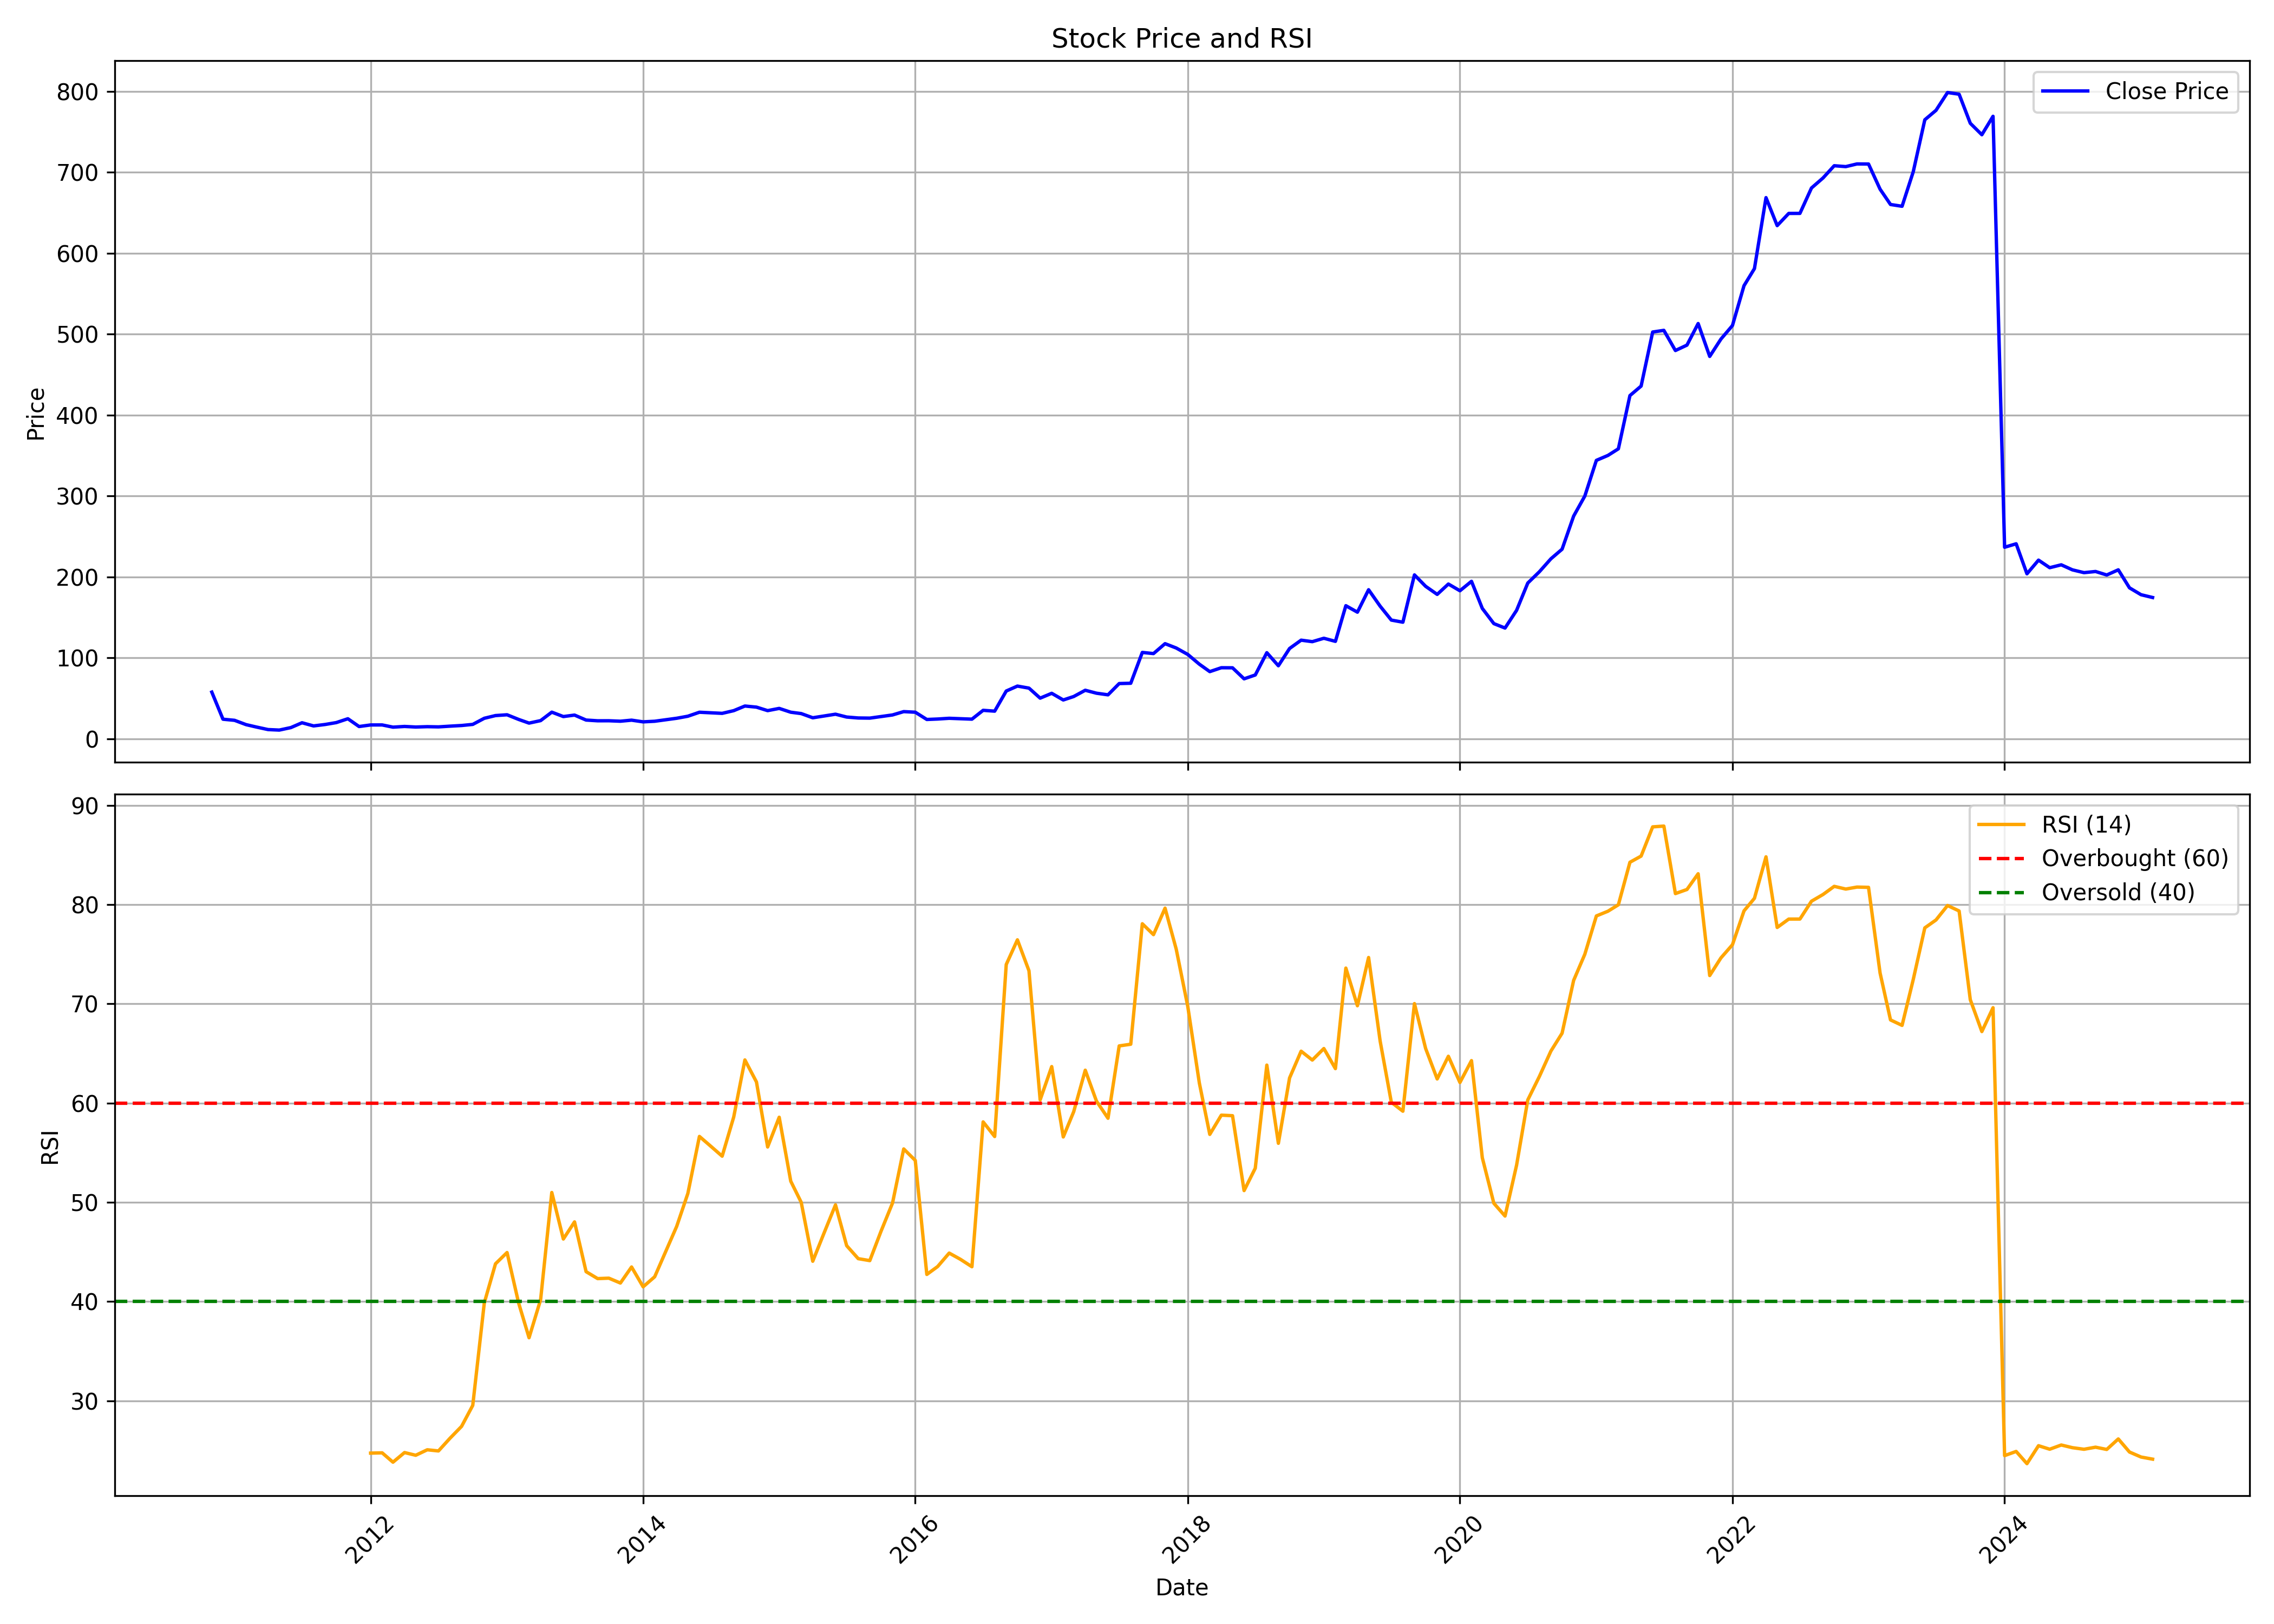 Stock Price and RSI
800
700
600
500
400
300
200
100
0
Price
Close Price
90
80
70
60
50
40
30
RSI
RSI (14)
Overbought (60)
Oversold (40)
2012
2014
2016
2018
2020
2022
2024
Date